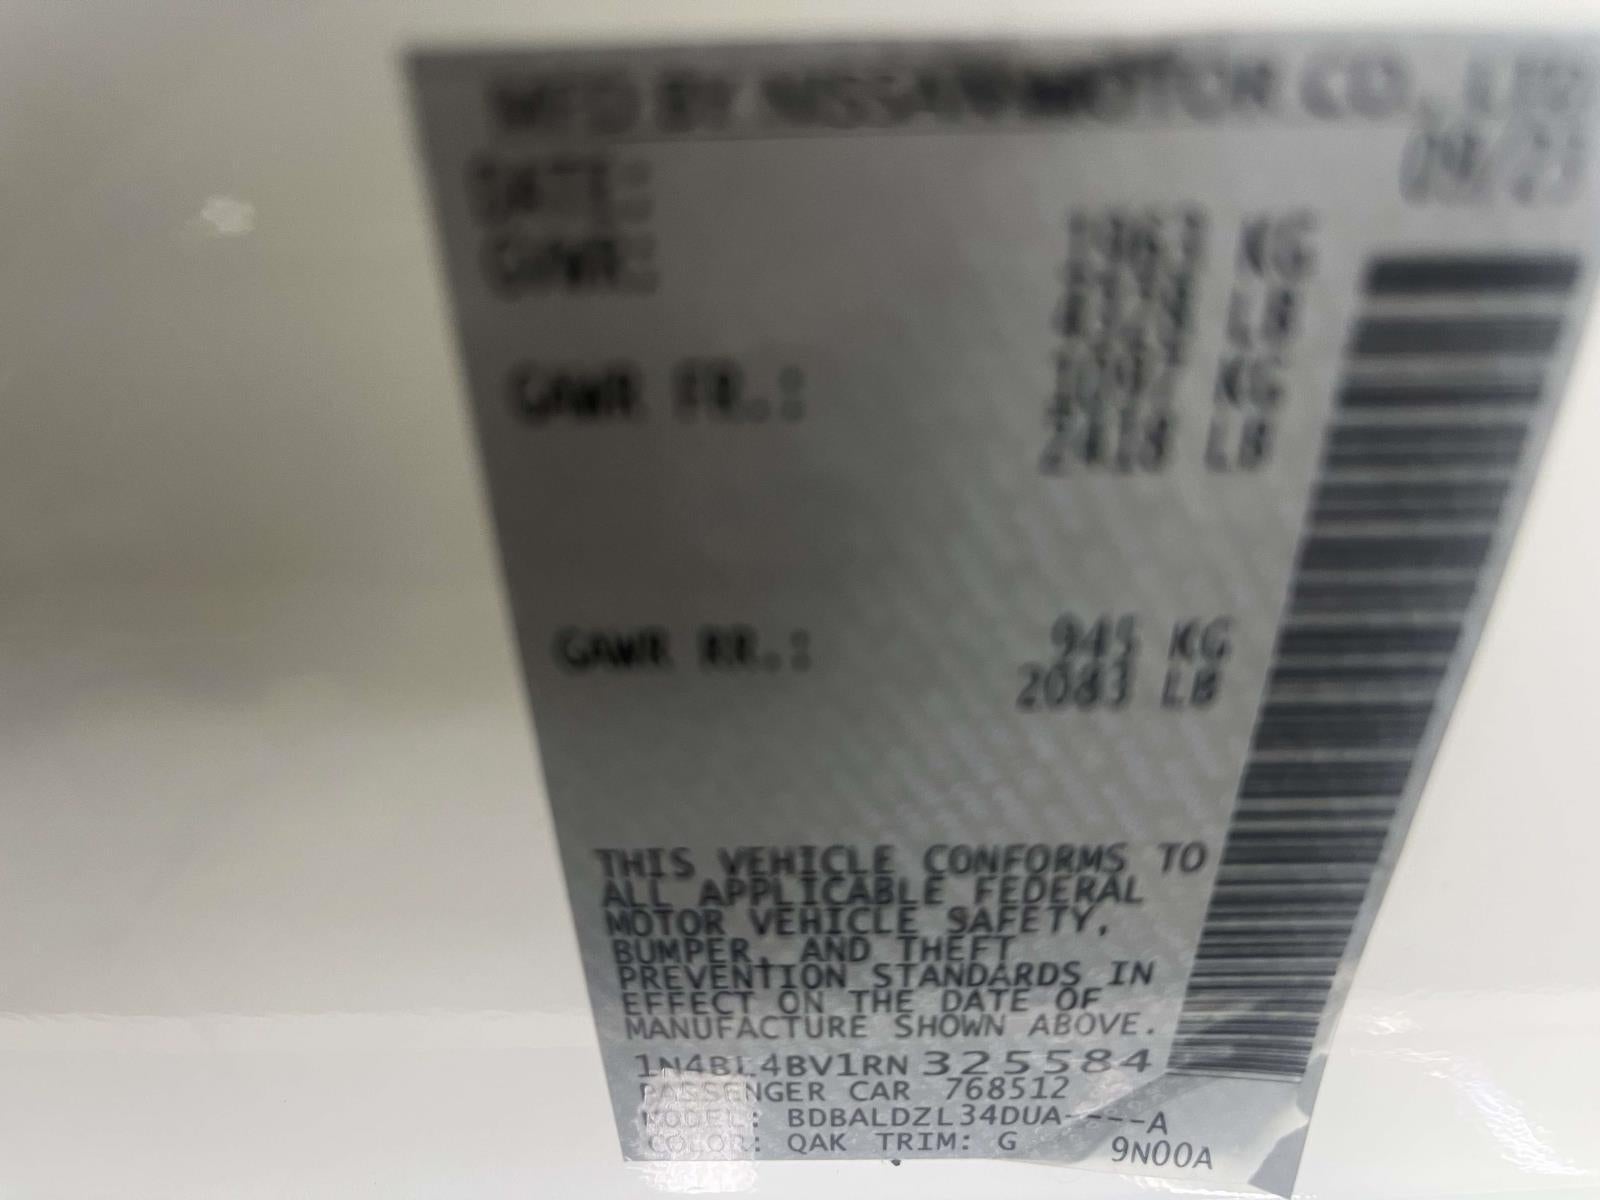 MFD BY NISSAN MOTOR CO., LTD
DATE: 09/23
GVWR: 1963 KG
4329 LB
GAWR FR.: 1097 KG
2418 LB
GAWR RR.: 945 KG
2083 LB
THIS VEHICLE CONFORMS TO
ALL APPLICABLE FEDERAL
MOTOR VEHICLE SAFETY,
BUMPER, AND THEFT
PREVENTION STANDARDS IN
EFFECT ON THE DATE OF
MANUFACTURE SHOWN ABOVE.
1N4BL4BV1RN325584
PASSENGER CAR 768512
MODEL: BDBALDZL34DUA----A
COLOR: QAK TRIM: G 9N00A